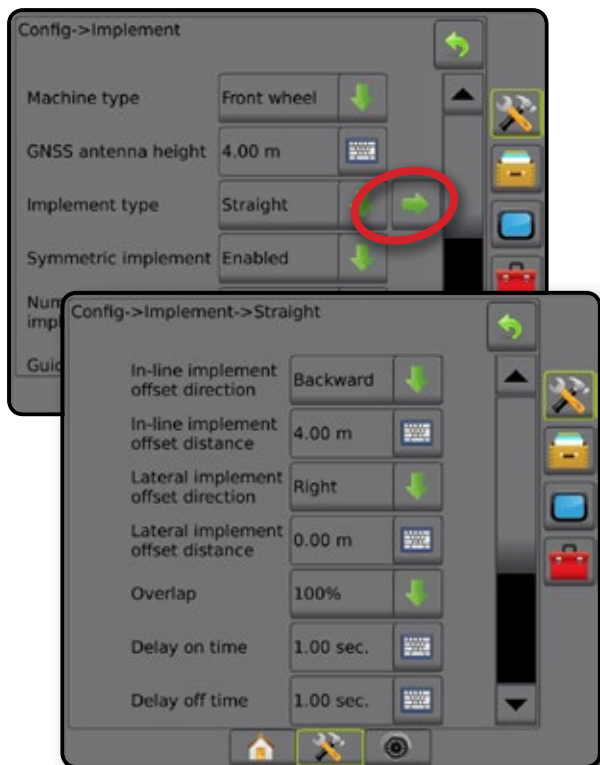 Config->Implement
Machine type Front wheel
GNSS antenna height 4.00 m
Implement type Straight
Symmetric implement Enabled
Config->Implement->Straight
In-line implement
offset direction Backward
In-line implement
offset distance 4.00 m
Lateral implement
offset direction Right
Lateral implement
offset distance 0.00 m
Overlap 100%
Delay on
time 1.00 sec.
Delay off
time 1.00 sec.